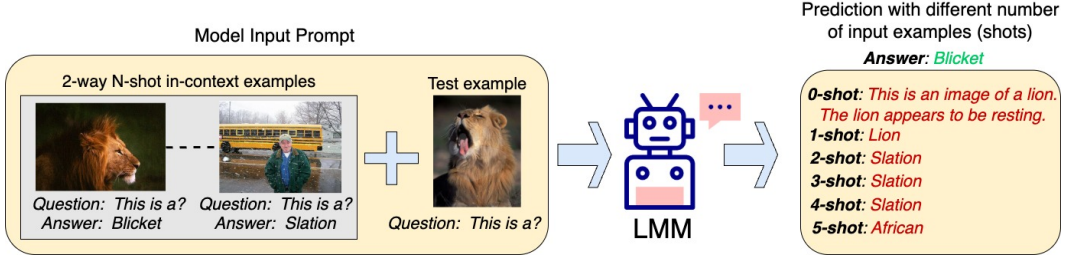 Model Input Prompt
2-way N-shot in-context examples
Question: This is a?
Answer: Blicket
Question: This is a?
Answer: Slation
Test example
Question: This is a?
LMM
Prediction with different number
of input examples (shots)
Answer: Blicket
0-shot: This is an image of a lion.
The lion appears to be resting.
1-shot: Lion
2-shot: Slation
3-shot: Slation
4-shot: Slation
5-shot: African